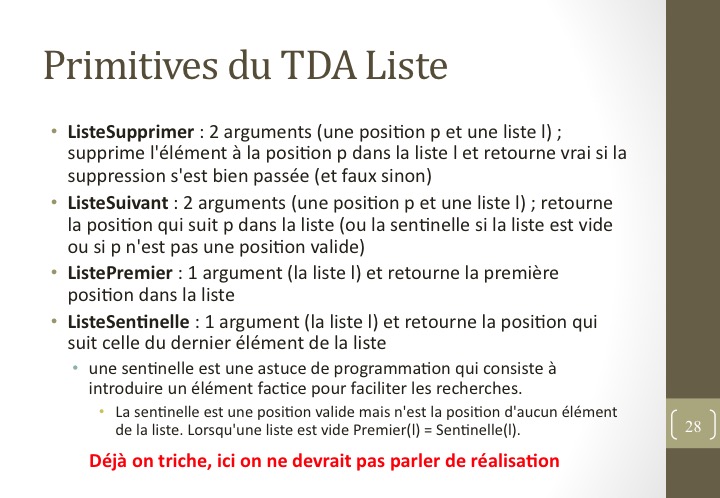 Primitives du TDA Liste
• ListeSupprimer : 2 arguments (une position p et une liste l) ;
supprime l'élément à la position p dans la liste l et retourne vrai si la
suppression s'est bien passée (et faux sinon)
• ListeSuivant : 2 arguments (une position p et une liste l) ; retourne
la position qui suit p dans la liste (ou la sentinelle si la liste est vide
ou si p n'est pas une position valide)
• ListePremier : 1 argument (la liste l) et retourne la première
position dans la liste
• ListeSentinelle : 1 argument (la liste l) et retourne la position qui
suit celle du dernier élément de la liste
• une sentinelle est une astuce de programmation qui consiste à
introduire un élément factice pour faciliter les recherches.
• La sentinelle est une position valide mais n'est la position d'aucun élément
de la liste. Lorsqu'une liste est vide Premier(l) = Sentinelle(l).
28
Déjà on triche, ici on ne devrait pas parler de réalisation